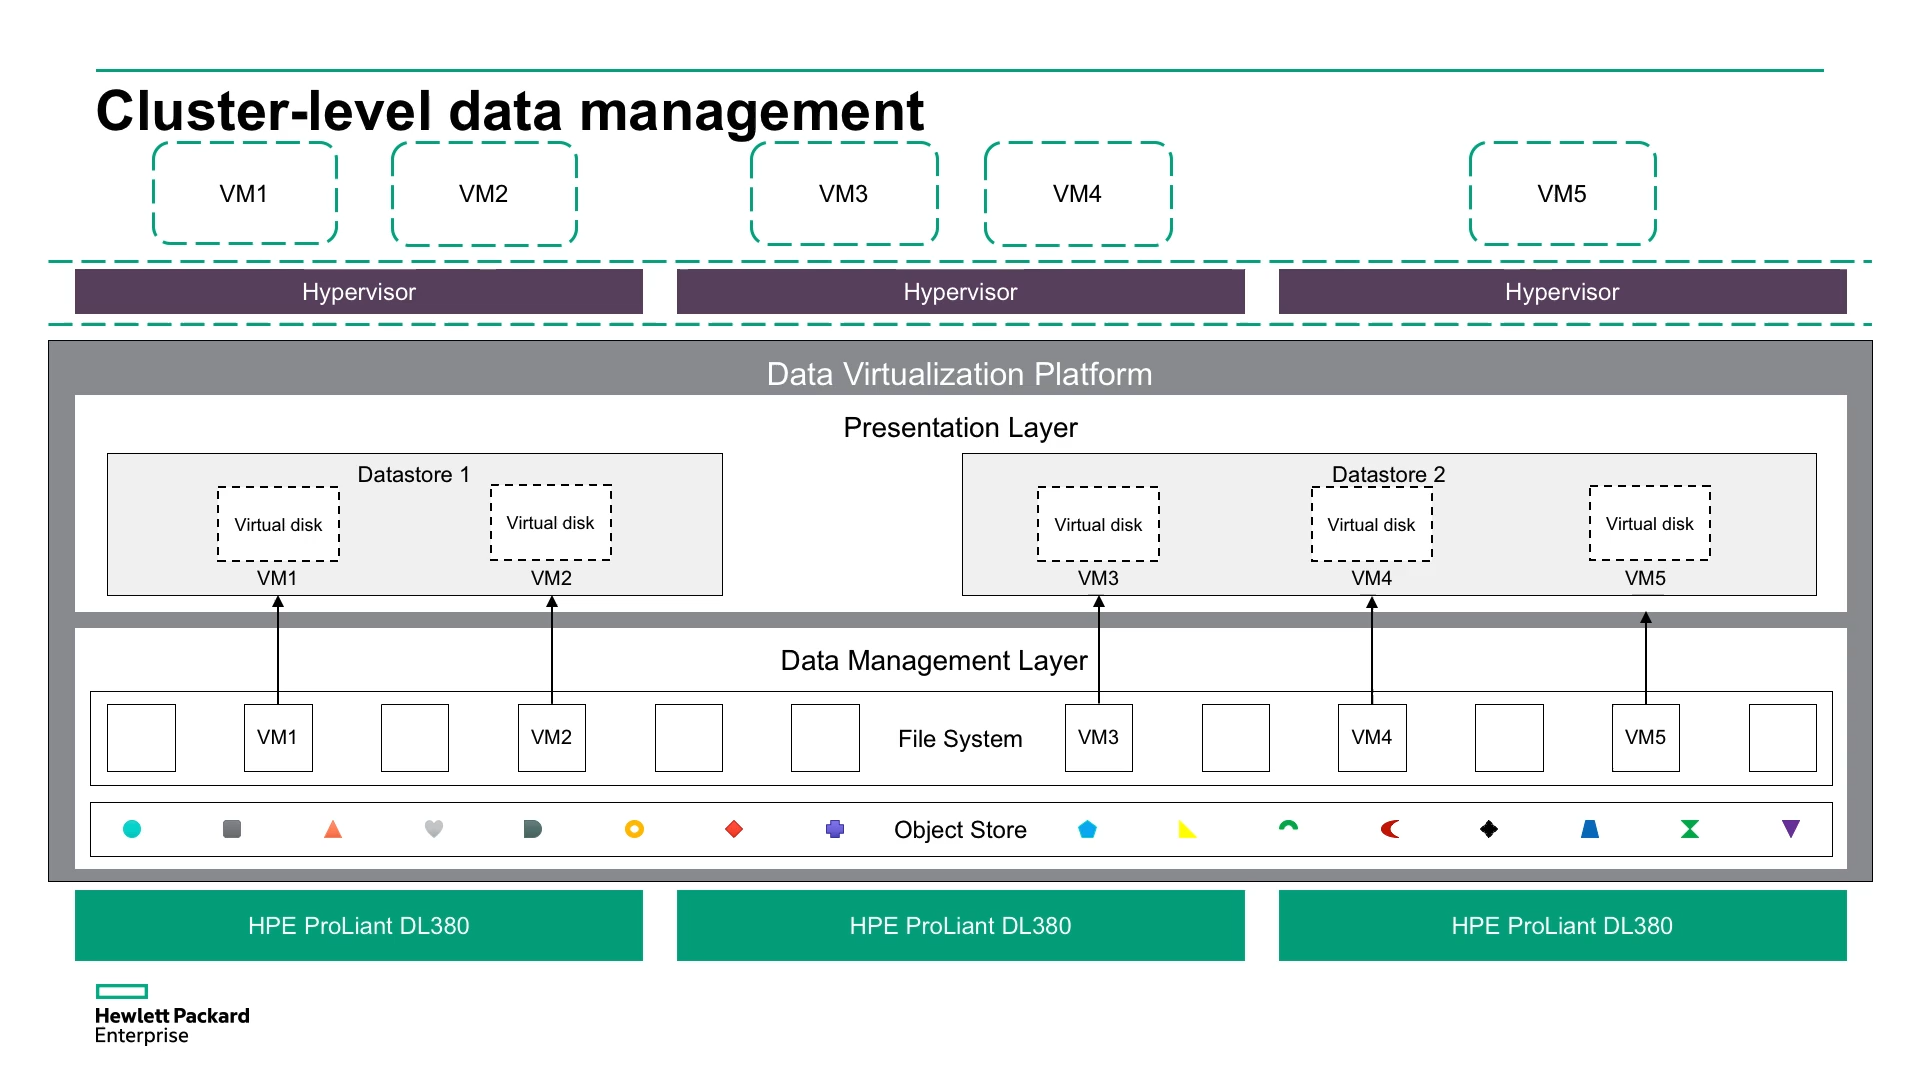 Cluster-level data management
VM1
VM2
VM3
VM4
VM5
Hypervisor
Hypervisor
Hypervisor
Data Virtualization Platform
Presentation Layer
Datastore 1
Datastore 2
Virtual disk
Virtual disk
Virtual disk
Virtual disk
Virtual disk
VM1
VM2
VM3
VM4
VM5
Data Management Layer
VM1
VM2
File System
VM3
VM4
VM5
Object Store
HPE ProLiant DL380
HPE ProLiant DL380
HPE ProLiant DL380
Hewlett Packard
Enterprise